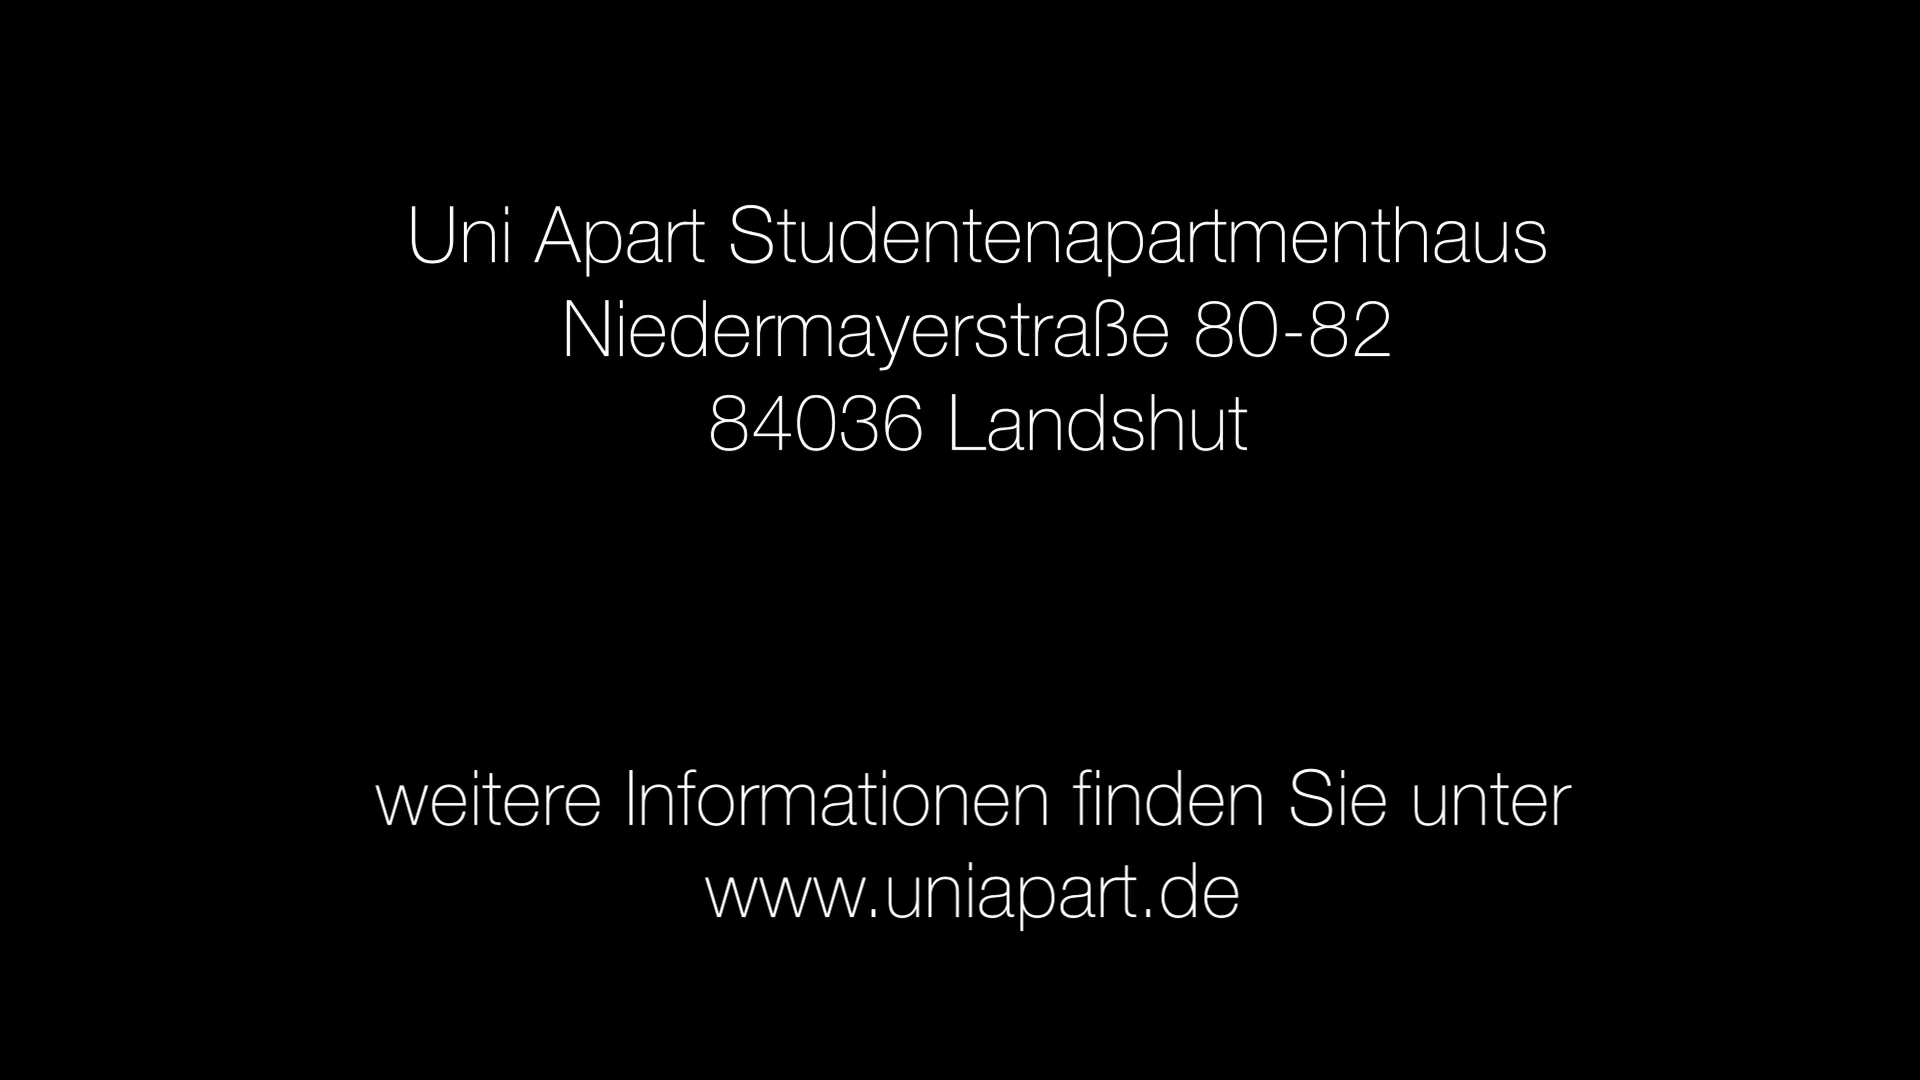 Uni Apart Studentenapartmenthaus
Niedermayerstraße 80-82
84036 Landshut
weitere Informationen finden Sie unter
www.uniapart.de